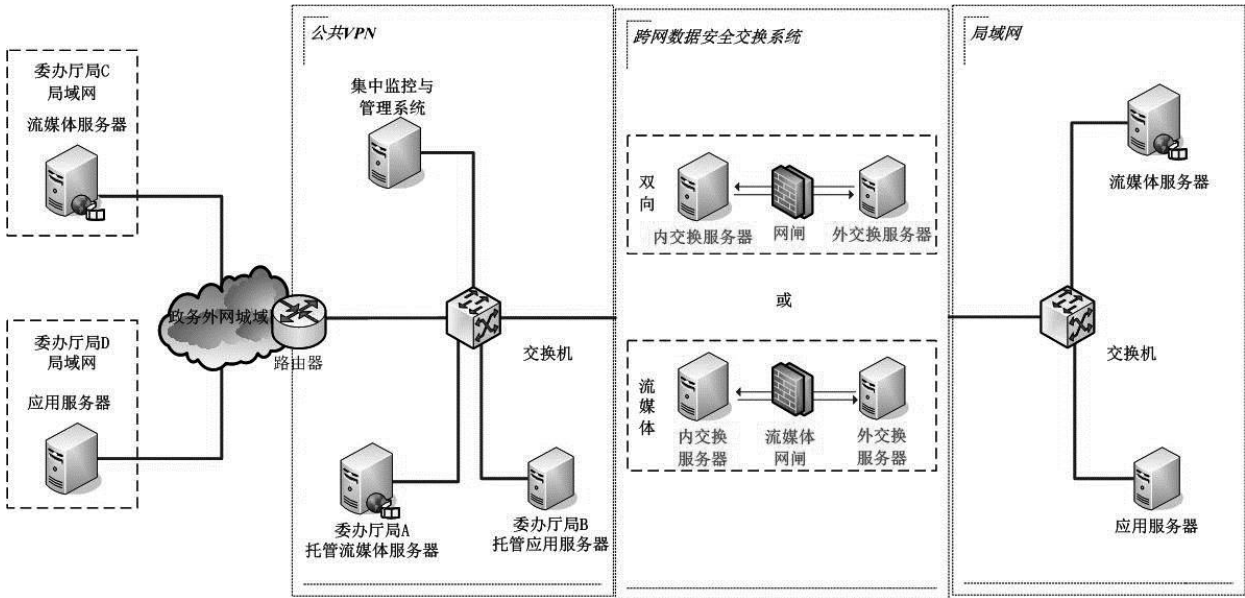 委办厅局C
局域网
流媒体服务器
委办厅局D
局域网
应用服务器
政务外网城域
路由器
公共VPN
集中监控与
管理系统
交换机
委办厅局A
托管流媒体服务器
委办厅局B
托管应用服务器
跨网数据安全交换系统
双向
内交换服务器
网闸
外交换服务器
或
流媒体
内交换
服务器
流媒体
网闸
外交换
服务器
局域网
流媒体服务器
交换机
应用服务器